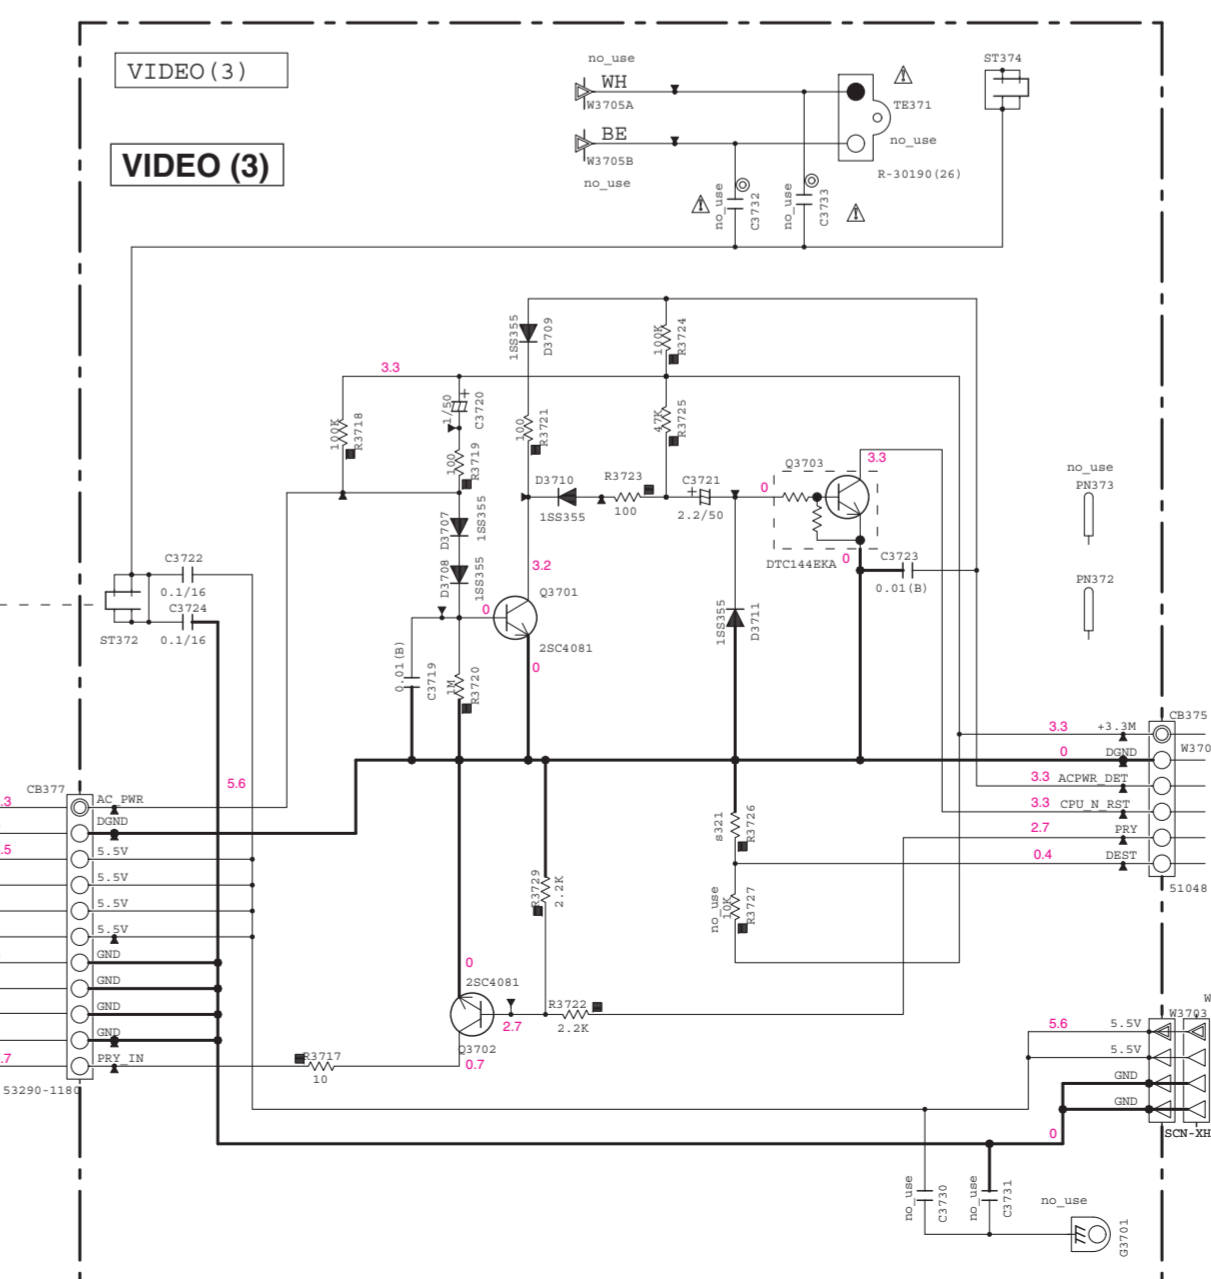 VIDEO(3)
VIDEO (3)
no_use
WH
W3705A
BE
W3705B
no_use
TE371
no_use
R-30190(26)
ST374
no_use
C3732
no_use
C3733
1SS355
D3709
100K
R3724
3.3
100K
R3718
1/50
C3720
100
R3719
100
R3721
47K
R3725
D3710
1SS355
R3723
100
C3721
2.2/50
0
Q3703
3.3
DTC144EKA
0
C3723
0.01(B)
no_use
PN373
PN372
D3707
1SS355
D3708
1SS355
3.2
Q3701
0
2SC4081
0
C3722
0.1/16
C3724
0.1/16
ST372
0.01(B)
C3719
1M
R3720
1SS355
D3711
CB375
3.3 +3.3M
W370
0 DGND
3.3 ACPWR_DET
3.3 CPU_N_RST
2.7 PRY
0.4 DEST
51048
5.6
CB377
.3
AC_PWR
DGND
.5
5.5V
5.5V
5.5V
5.5V
GND
GND
GND
GND
.7
PRY_IN
53290-1180
s321
R3726
no_use
10K
R3727
R3729
2.2K
0
2SC4081
2.7
Q3702
0.7
R3722
2.2K
R3717
10
W
W3703
5.6 5.5V
5.5V
GND
GND
0
SCN-XH
no_use
C3730
no_use
C3731
no_use
G3701